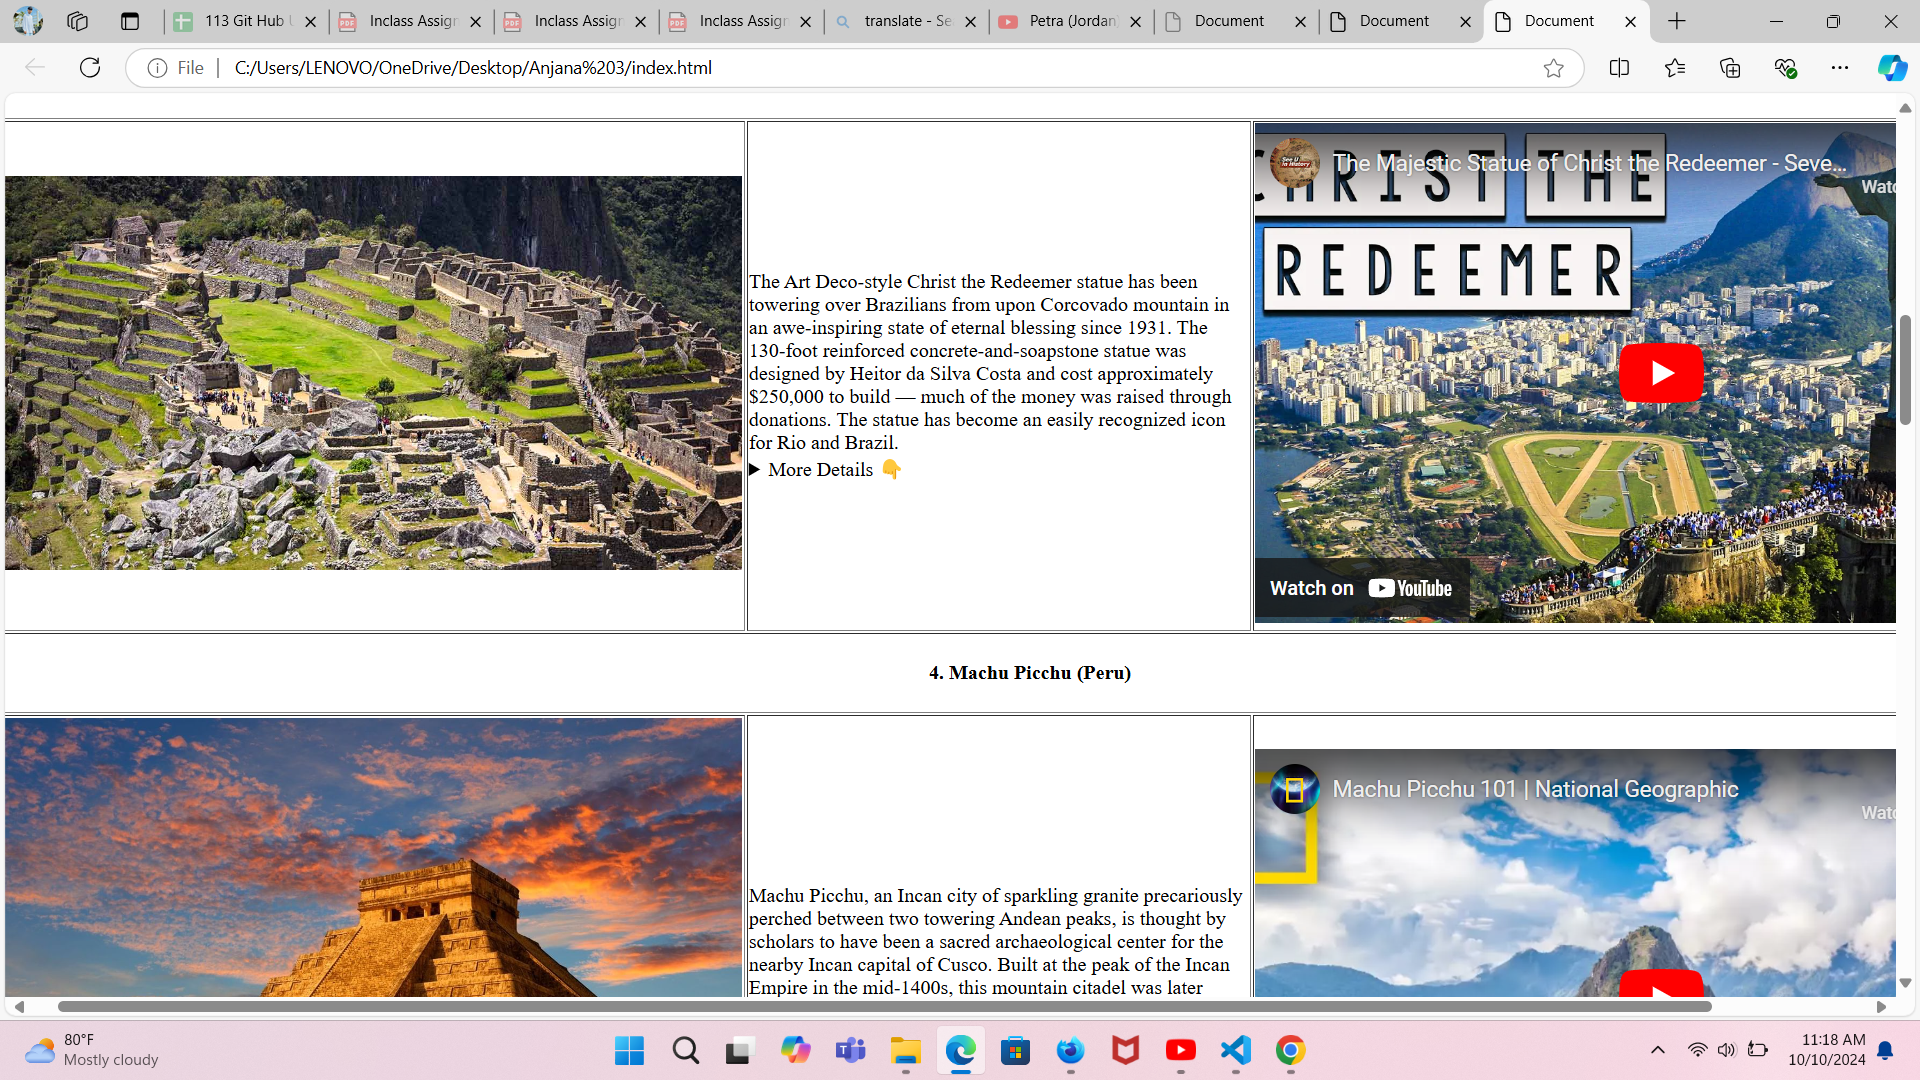 113 Git Hub
Inclass Assign
Inclass Assign
Inclass Assign
translate - Se
Petra (Jordan)
Document
Document
Document
File
C:/Users/LENOVO/OneDrive/Desktop/Anjana%203/index.html
The Art Deco-style Christ the Redeemer statue has been
towering over Brazilians from upon Corcovado mountain in
an awe-inspiring state of eternal blessing since 1931. The
130-foot reinforced concrete-and-soapstone statue was
designed by Heitor da Silva Costa and cost approximately
$250,000 to build — much of the money was raised through
donations. The statue has become an easily recognized icon
for Rio and Brazil.
▶ More Details 👇
See U in History
The Majestic Statue of Christ the Redeemer - Seve...
Watc
CHRIST THE
REDEEMER
Watch on YouTube
4. Machu Picchu (Peru)
Machu Picchu, an Incan city of sparkling granite precariously
perched between two towering Andean peaks, is thought by
scholars to have been a sacred archaeological center for the
nearby Incan capital of Cusco. Built at the peak of the Incan
Empire in the mid-1400s, this mountain citadel was later
Machu Picchu 101 | National Geographic
Watc
80°F
Mostly cloudy
11:18 AM
10/10/2024